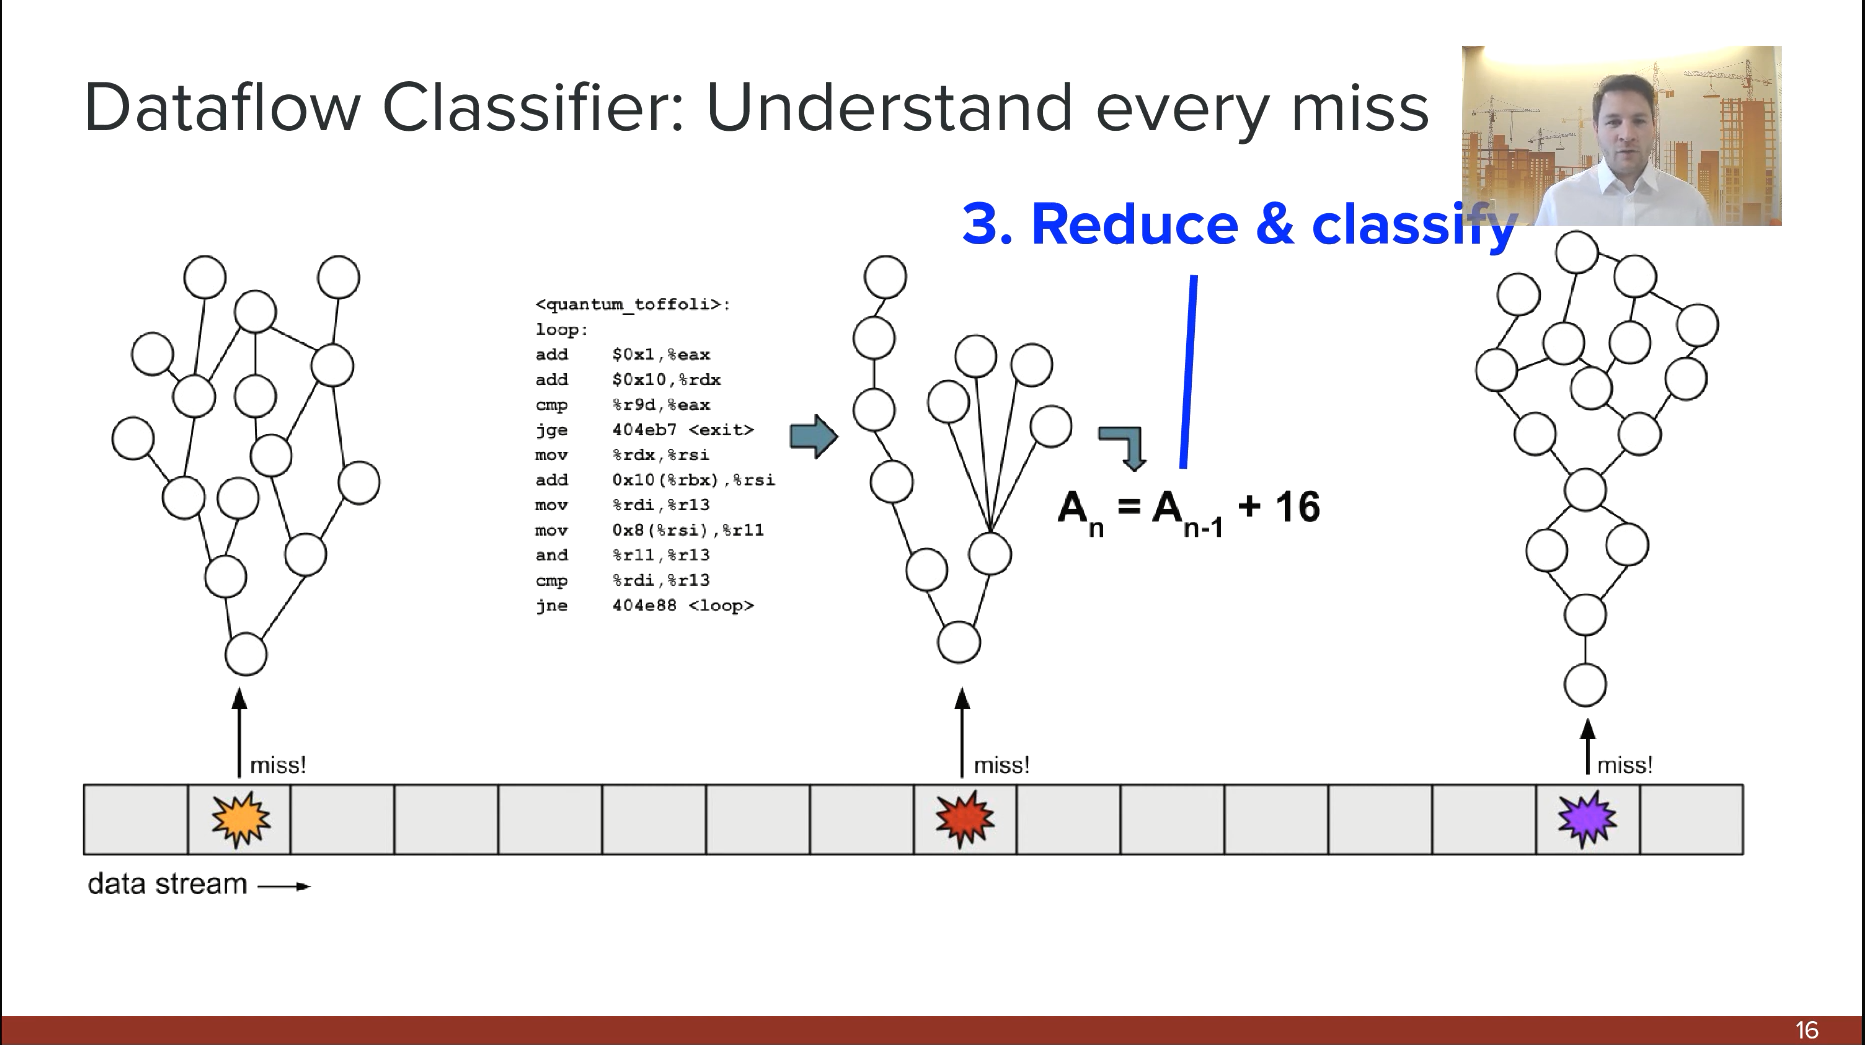 Dataflow Classifier: Understand every miss
3. Reduce & classify
<quantum_toffoli>:
loop:
add $0x1,%eax
add $0x10,%rdx
cmp %r9d,%eax
jge 404eb7 <exit>
mov %rdx,%rsi
add 0x10(%rbx),%rsi
mov %rdi,%r13
mov 0x8(%rsi),%r11
and %r11,%r13
cmp %rdi,%r13
jne 404e88 <loop>
An = An-1 + 16
miss!
miss!
miss!
data stream
16